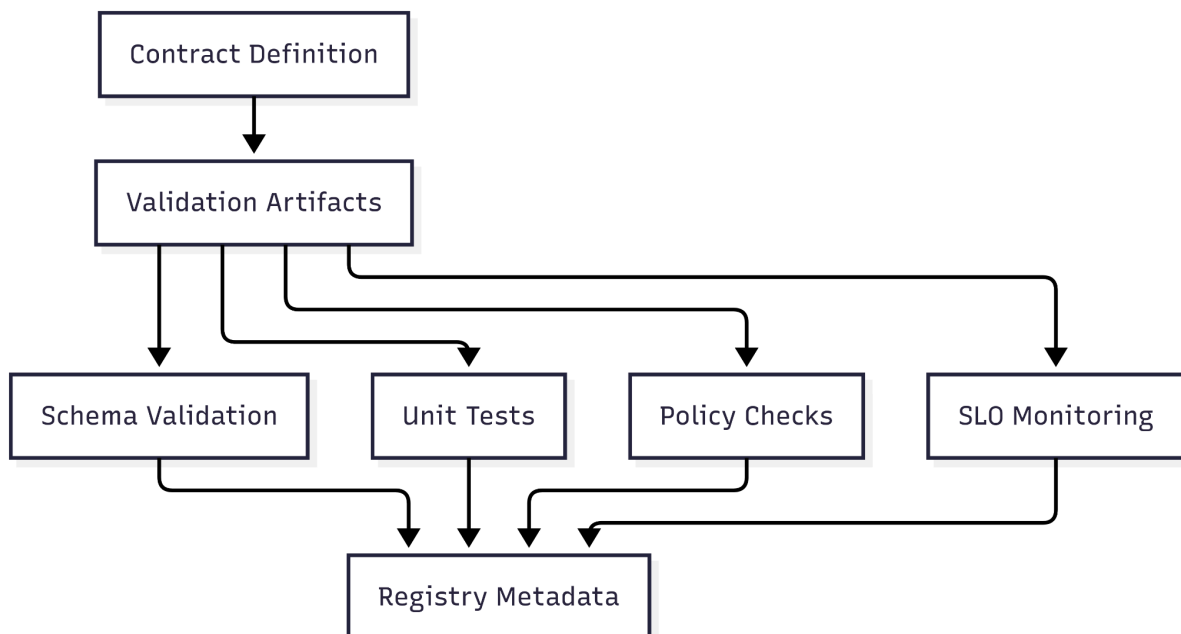 Contract Definition
Validation Artifacts
Schema Validation
Unit Tests
Policy Checks
SLO Monitoring
Registry Metadata